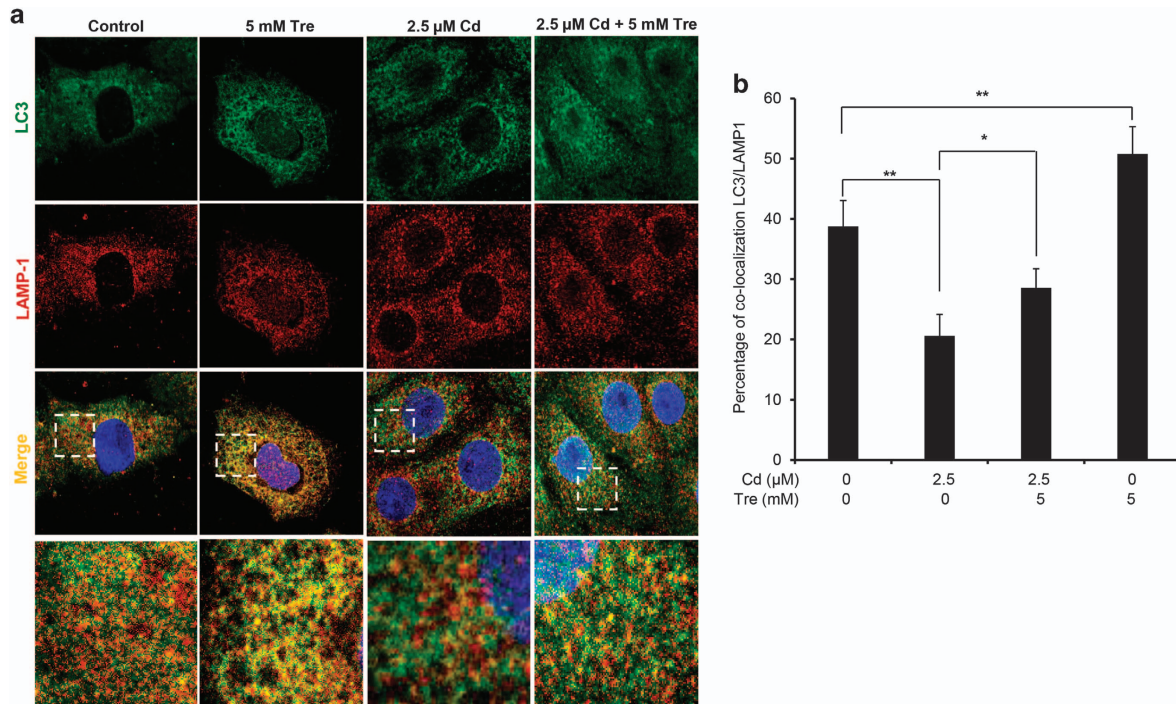 a
Control
5 mM Tre
2.5 µM Cd
2.5 µM Cd + 5 mM Tre
LC3
LAMP-1
Merge
b
Percentage of co-localization LC3/LAMP1
60
50
40
30
20
10
0
**
*
**
Cd (µM) 0 2.5 2.5 0
Tre (mM) 0 0 5 5